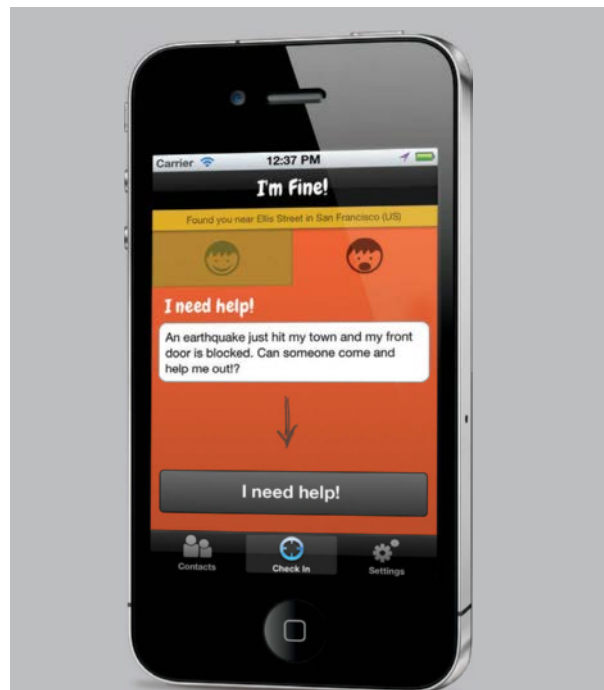 Carrier 12:37 PM
I'm Fine!
Found you near Ellis Street in San Francisco (US)
I need help!
An earthquake just hit my town and my front
door is blocked. Can someone come and
help me out!?
I need help!
Contacts Check In Settings